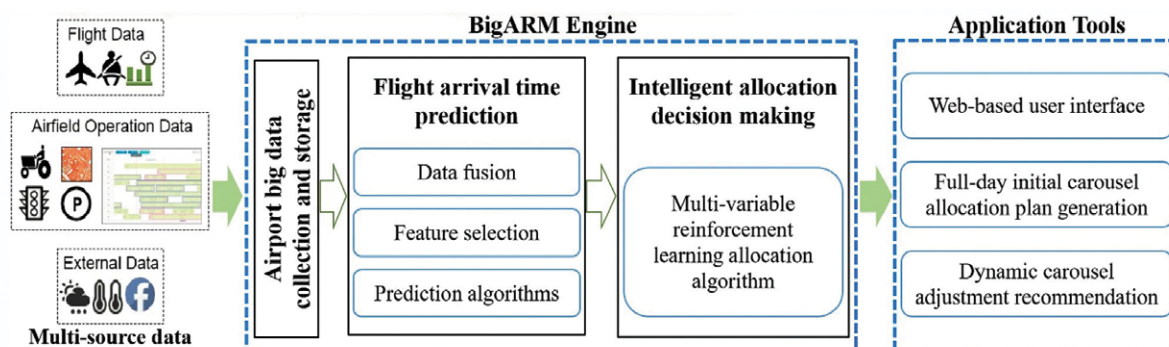 Flight Data
Airfield Operation Data
P
External Data
Multi-source data
BigARM Engine
Airport big data
collection and storage
Flight arrival time
prediction
Data fusion
Feature selection
Prediction algorithms
Intelligent allocation
decision making
Multi-variable
reinforcement
learning allocation
algorithm
Application Tools
Web-based user interface
Full-day initial carousel
allocation plan generation
Dynamic carousel
adjustment recommendation